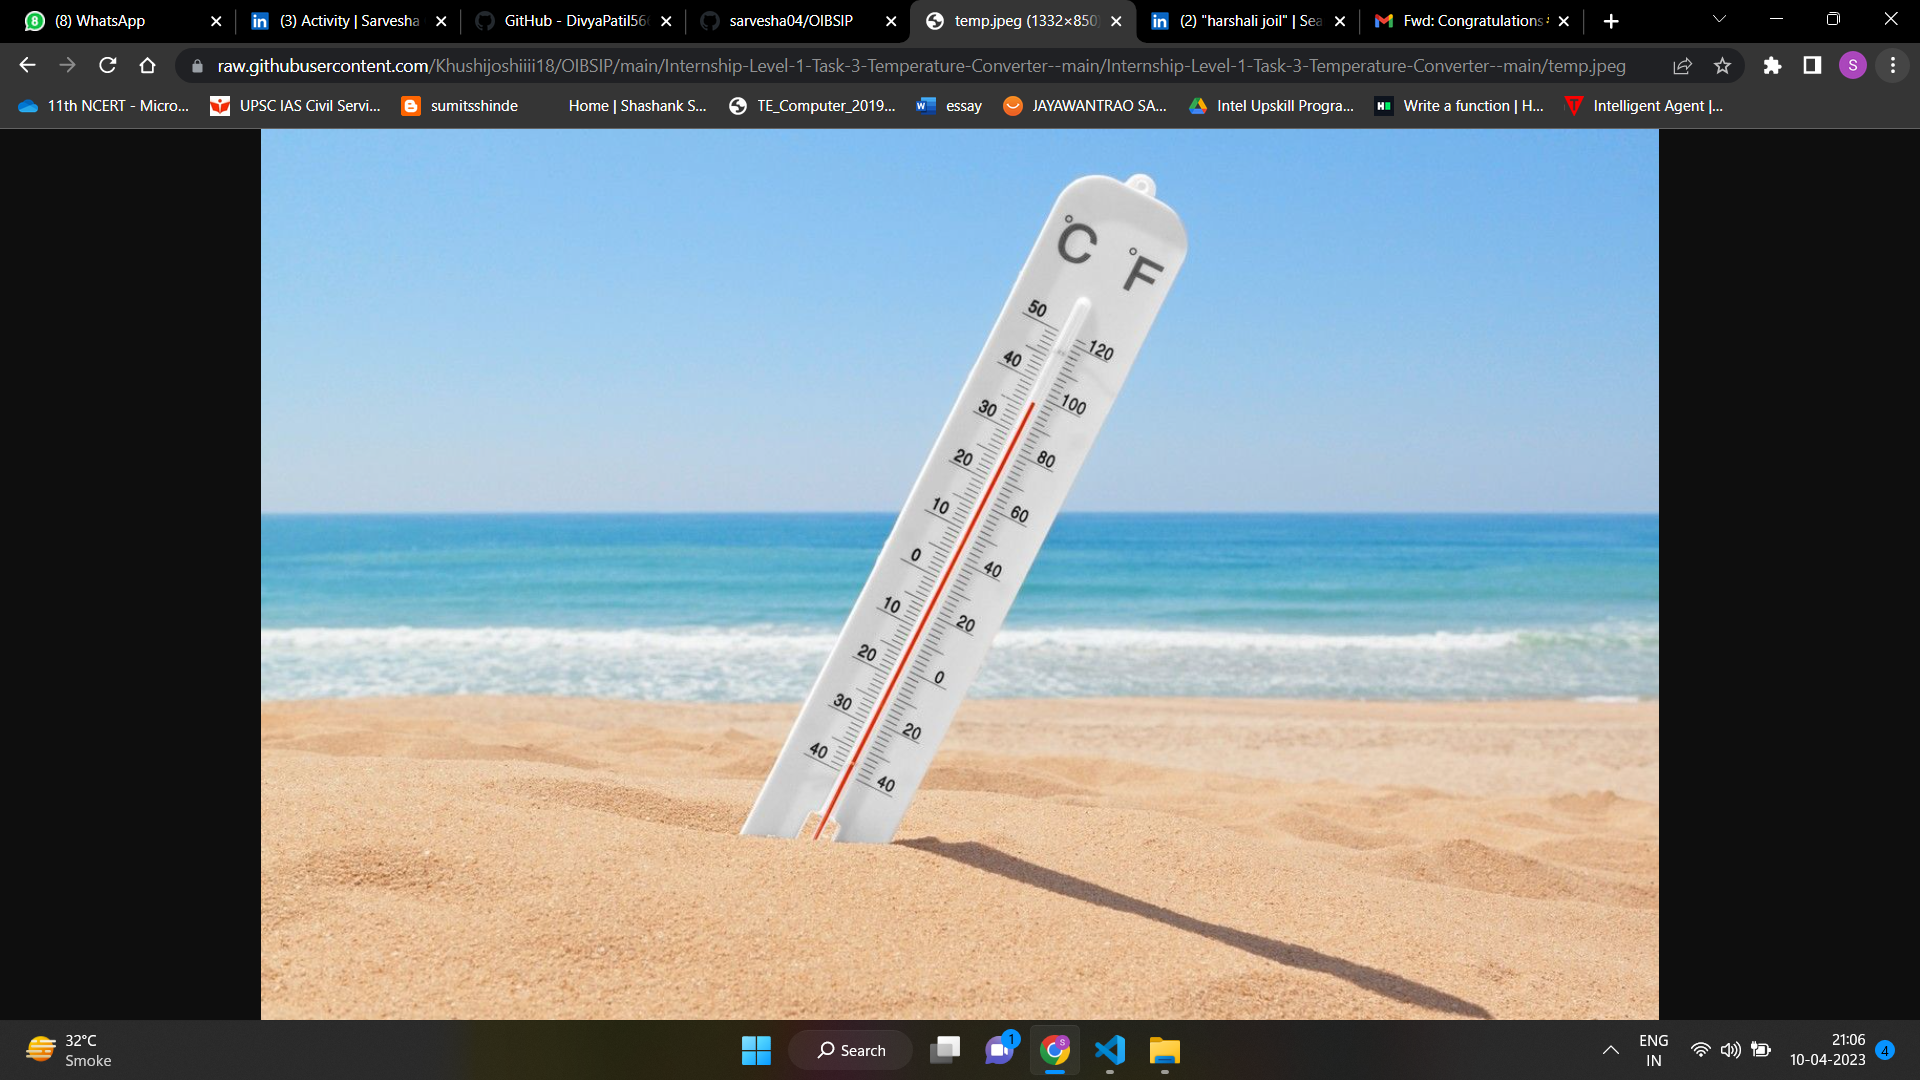 (8) WhatsApp
(3) Activity | Sarvesha
GitHub - DivyaPatil56
sarvesha04/OIBSIP
temp.jpeg (1332×850)
(2) "harshali joil" | Sea
Fwd: Congratulations
raw.githubusercontent.com/Khushijoshiiii18/OIBSIP/main/Internship-Level-1-Task-3-Temperature-Converter--main/Internship-Level-1-Task-3-Temperature-Converter--main/temp.jpeg
S
11th NCERT - Micro...
UPSC IAS Civil Servi...
sumitsshinde
Home | Shashank S...
TE_Computer_2019...
essay
JAYAWANTRAO SA...
Intel Upskill Progra...
Write a function | H...
Intelligent Agent |...
°C °F
50
120
40
100
30
80
20
60
10
40
0
20
10
0
20
20
30
40
40
32°C
Smoke
Search
1
ENG
IN
21:06
10-04-2023
4